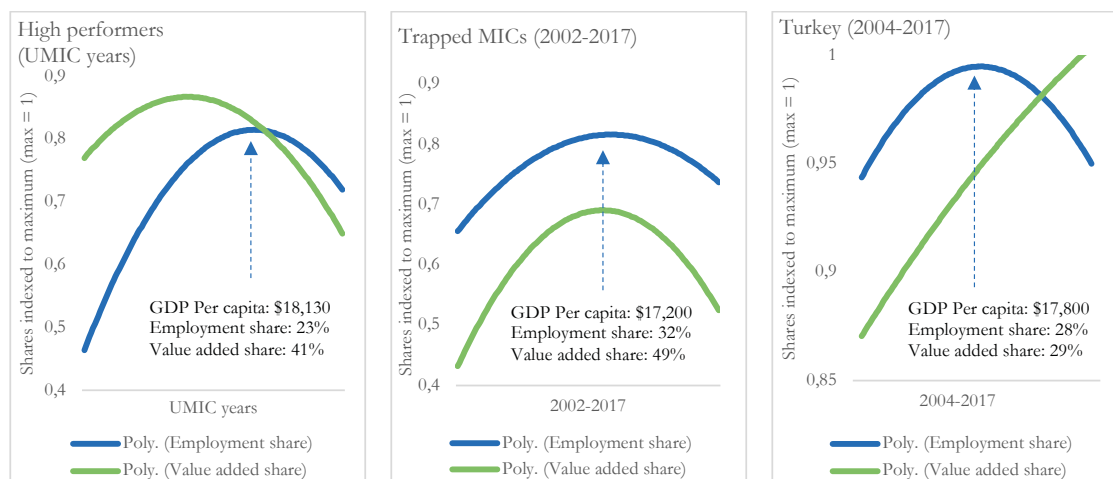 High performers
(UMIC years)
Shares indexed to maximum (max = 1)
0,9
0,8
0,7
0,6
0,5
0,4
GDP Per capita: $18,130
Employment share: 23%
Value added share: 41%
UMIC years
Poly. (Employment share)
Poly. (Value added share)
Trapped MICs (2002-2017)
Shares indexed to maximum (max = 1)
0,9
0,8
0,7
0,6
0,5
0,4
GDP Per capita: $17,200
Employment share: 32%
Value added share: 49%
2002-2017
Poly. (Employment share)
Poly. (Value added share)
Turkey (2004-2017)
Shares indexed to maximum (max = 1)
1
0,95
0,9
0,85
GDP Per capita: $17,800
Employment share: 28%
Value added share: 29%
2004-2017
Poly. (Employment share)
Poly. (Value added share)